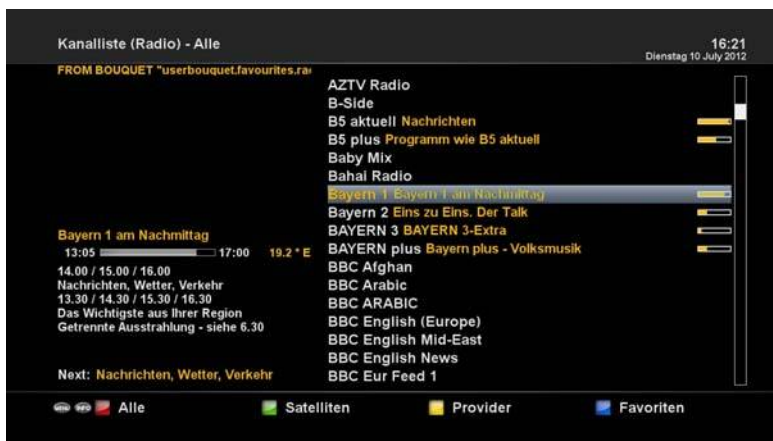 Kanalliste (Radio) - Alle
16:21
Dienstag 10 July 2012
FROM BOUQUET "userbouquet.favourites.ra
AZTV Radio
B-Side
B5 aktuell Nachrichten
B5 plus Programm wie B5 aktuell
Baby Mix
Bahai Radio
Bayern 1 Bayern 1 am Nachmittag
Bayern 2 Eins zu Eins. Der Talk
BAYERN 3 BAYERN 3-Extra
BAYERN plus Bayern plus - Volksmusik
BBC Afghan
BBC Arabic
BBC ARABIC
BBC English (Europe)
BBC English Mid-East
BBC English News
BBC Eur Feed 1
Bayern 1 am Nachmittag
13:05 17:00 19.2 ° E
14.00 / 15.00 / 16.00
Nachrichten, Wetter, Verkehr
13.30 / 14.30 / 15.30 / 16.30
Das Wichtigste aus Ihrer Region
Getrennte Ausstrahlung - siehe 6.30
Next: Nachrichten, Wetter, Verkehr
MENU INFO Alle Satelliten Provider Favoriten